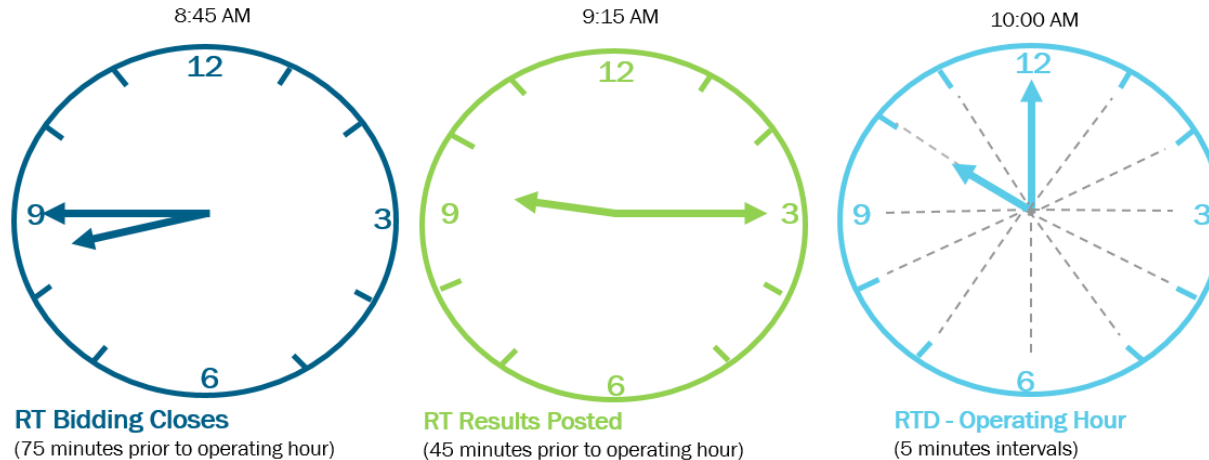 8:45 AM
12
9
3
6
RT Bidding Closes
(75 minutes prior to operating hour)
9:15 AM
12
9
3
6
RT Results Posted
(45 minutes prior to operating hour)
10:00 AM
12
9
3
6
RTD - Operating Hour
(5 minutes intervals)